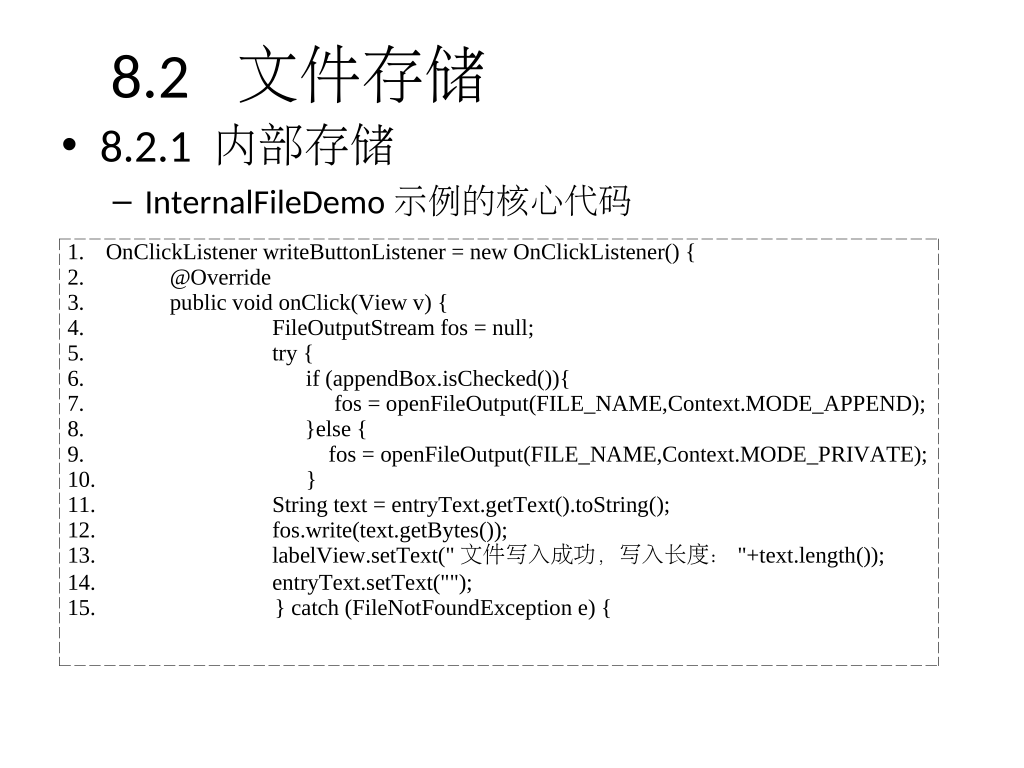 8.2 文件存储
• 8.2.1 内部存储
– InternalFileDemo 示例的核心代码
1. OnClickListener writeButtonListener = new OnClickListener() {
2. @Override
3. public void onClick(View v) {
4. FileOutputStream fos = null;
5. try {
6. if (appendBox.isChecked()){
7. fos = openFileOutput(FILE_NAME,Context.MODE_APPEND);
8. }else {
9. fos = openFileOutput(FILE_NAME,Context.MODE_PRIVATE);
10. }
11. String text = entryText.getText().toString();
12. fos.write(text.getBytes());
13. labelView.setText(" 文件写入成功，写入长度： "+text.length());
14. entryText.setText("");
15. } catch (FileNotFoundException e) {